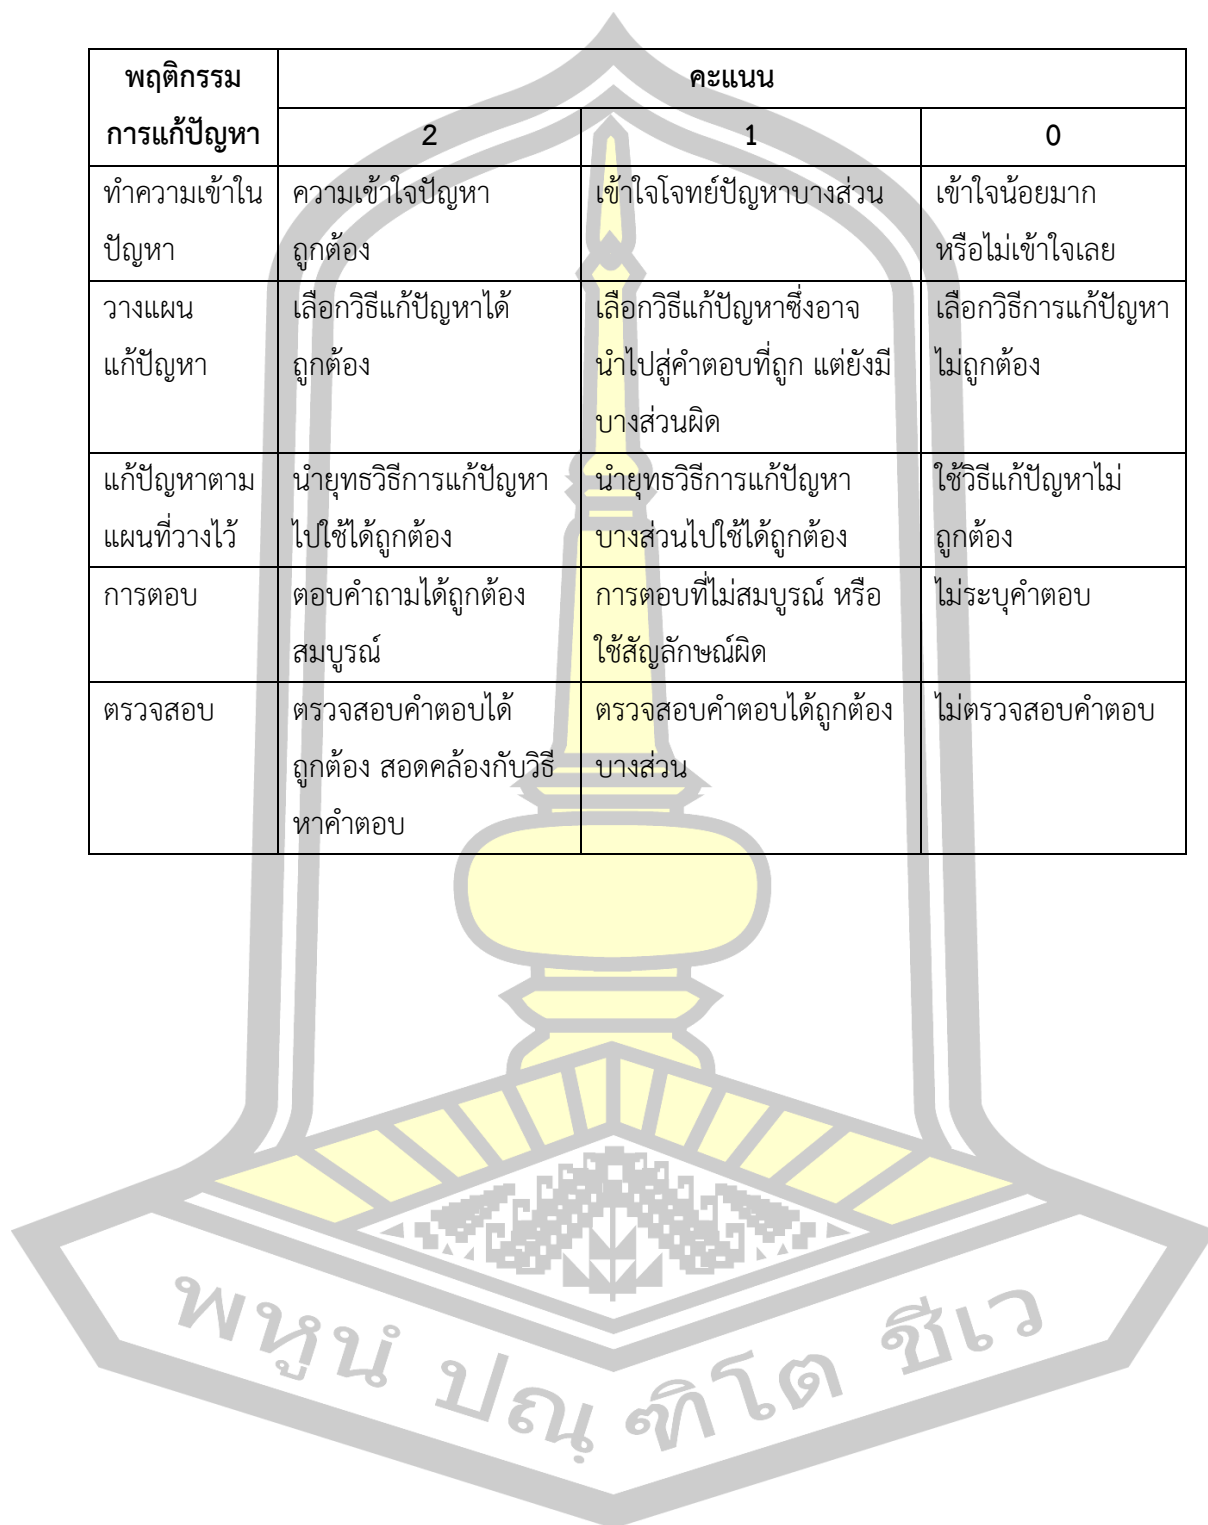 พฤติกรรม
การแก้ปัญหา
คะแนน
2 1 0
ทำความเข้าใน
ปัญหา
ความเข้าใจปัญหา
ถูกต้อง
เข้าใจโจทย์ปัญหาบางส่วน
เข้าใจน้อยมาก
หรือไม่เข้าใจเลย
วางแผน
แก้ปัญหา
เลือกวิธีแก้ปัญหาได้
ถูกต้อง
เลือกวิธีแก้ปัญหาซึ่งอาจ
นำไปสู่คำตอบที่ถูก แต่ยังมี
บางส่วนผิด
เลือกวิธีการแก้ปัญหา
ไม่ถูกต้อง
แก้ปัญหาตาม
แผนที่วางไว้
นำยุทธวิธีการแก้ปัญหา
ไปใช้ได้ถูกต้อง
นำยุทธวิธีการแก้ปัญหา
บางส่วนไปใช้ได้ถูกต้อง
ใช้วิธีแก้ปัญหาไม่
ถูกต้อง
การตอบ
ตอบคำถามได้ถูกต้อง
สมบูรณ์
การตอบที่ไม่สมบูรณ์ หรือ
ใช้สัญลักษณ์ผิด
ไม่ระบุคำตอบ
ตรวจสอบ
ตรวจสอบคำตอบได้
ถูกต้อง สอดคล้องกับวิธี
หาคำตอบ
ตรวจสอบคำตอบได้ถูกต้อง
บางส่วน
ไม่ตรวจสอบคำตอบ
พหูนํ ปณฺฑิโต ชีเว